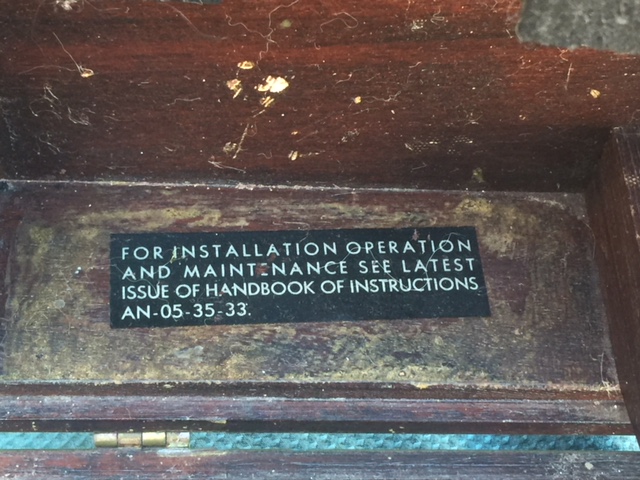 FOR INSTALLATION OPERATION
AND MAINTENANCE SEE LATEST
ISSUE OF HANDBOOK OF INSTRUCTIONS
AN-05-35-33.